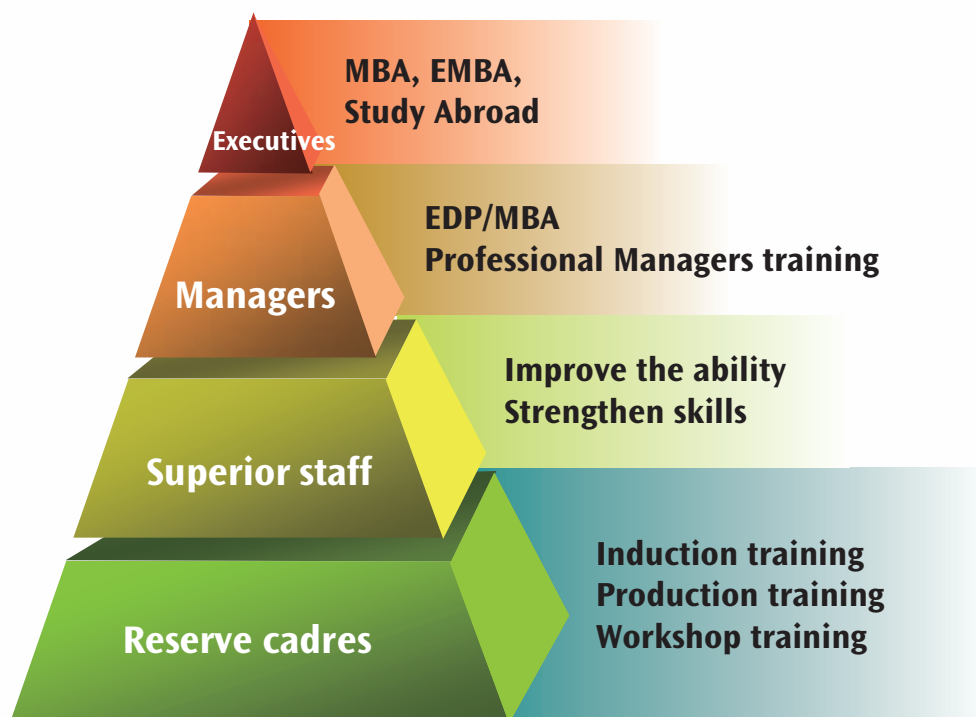 MBA, EMBA,
Study Abroad
Executives
EDP/MBA
Professional Managers training
Managers
Improve the ability
Strengthen skills
Superior staff
Induction training
Production training
Workshop training
Reserve cadres